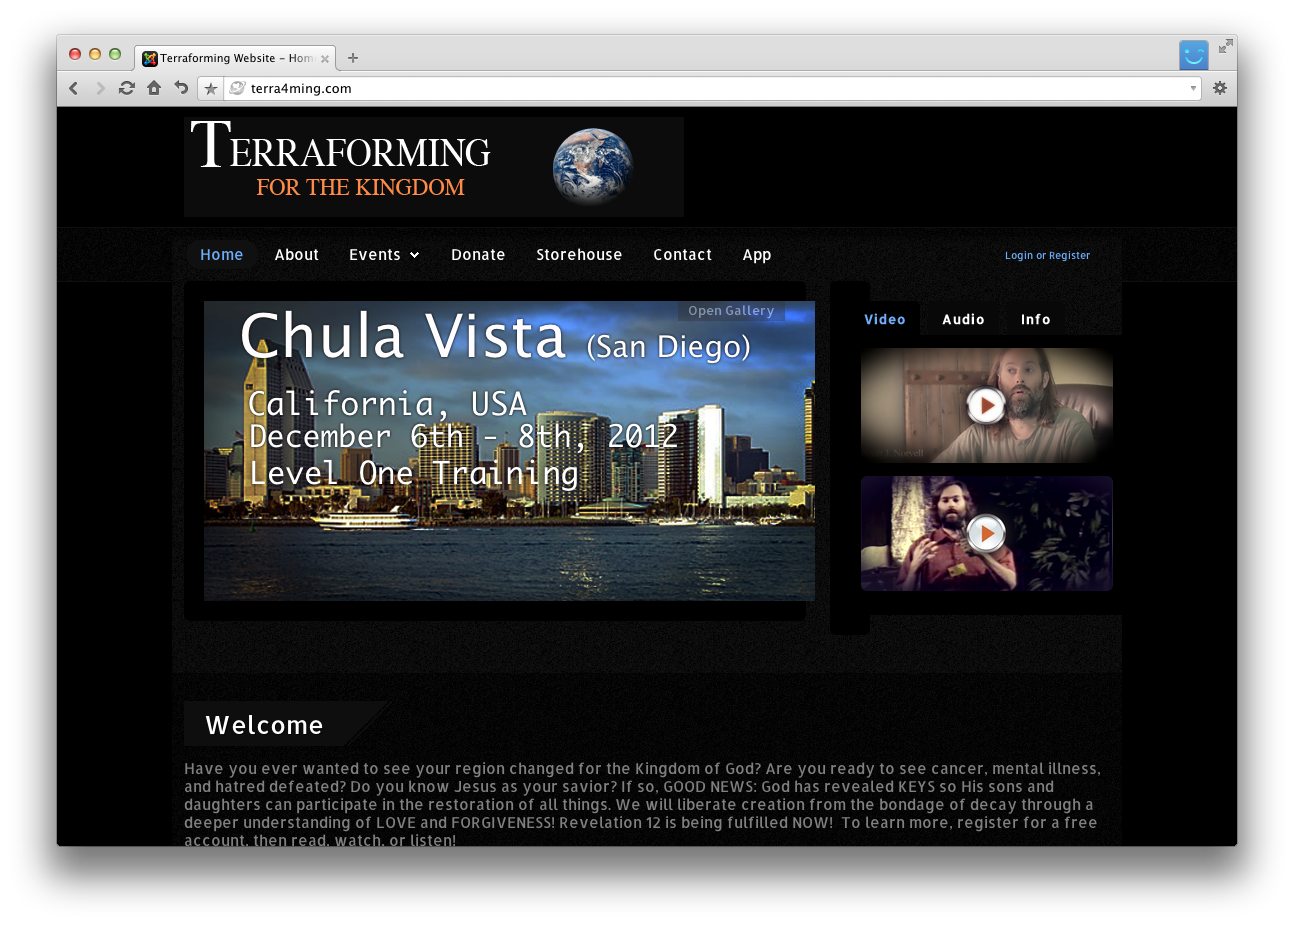 Terraforming Website – Hom
terra4ming.com
TERRAFORMING
FOR THE KINGDOM
Home About Events Donate Storehouse Contact App Login or Register
Open Gallery
Chula Vista (San Diego)
California, USA
December 6th - 8th, 2012
Level One Training
Video Audio Info
Norvell
Welcome
Have you ever wanted to see your region changed for the Kingdom of God? Are you ready to see cancer, mental illness,
and hatred defeated? Do you know Jesus as your savior? If so, GOOD NEWS: God has revealed KEYS so His sons and
daughters can participate in the restoration of all things. We will liberate creation from the bondage of decay through a
deeper understanding of LOVE and FORGIVENESS! Revelation 12 is being fulfilled NOW! To learn more, register for a free
account, then read, watch, or listen!